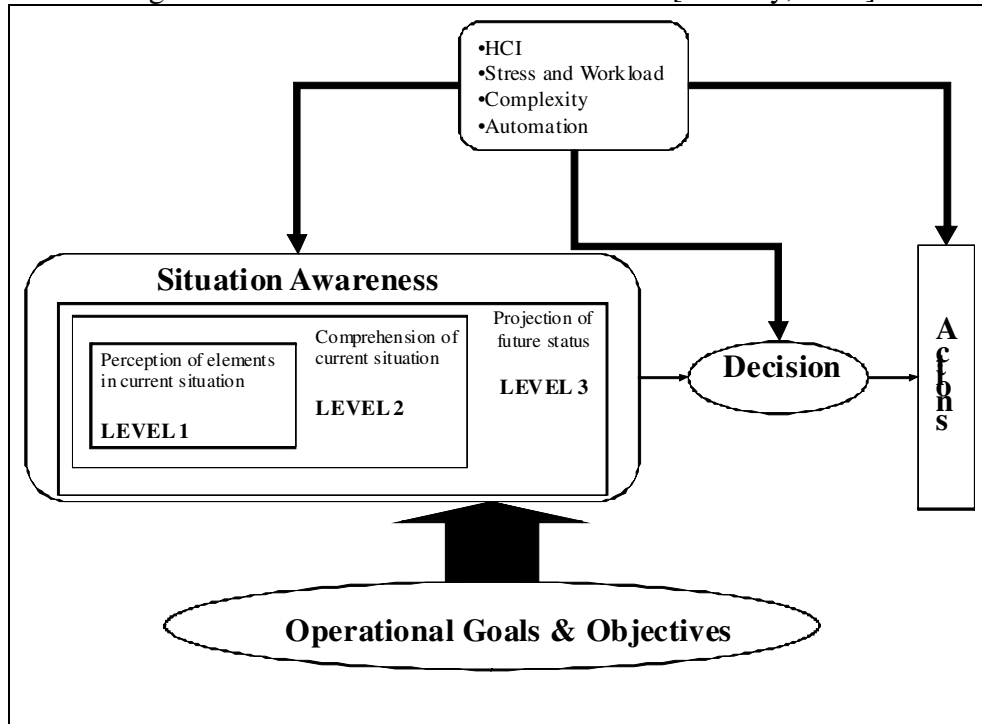 •HCI
•Stress and Workload
•Complexity
•Automation
Situation Awareness
Perception of elements
in current situation
LEVEL 1
Comprehension of
current situation
LEVEL 2
Projection of
future status
LEVEL 3
Decision
Actions
Operational Goals & Objectives